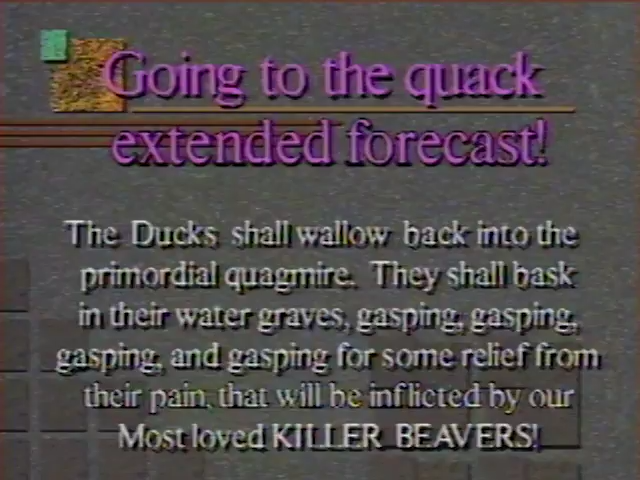 Going to the quack
extended forecast!
The Ducks shall wallow back into the
primordial quagmire. They shall bask
in their water graves, gasping, gasping,
gasping, and gasping for some relief from
their pain, that will be inflicted by our
Most loved KILLER BEAVERS!